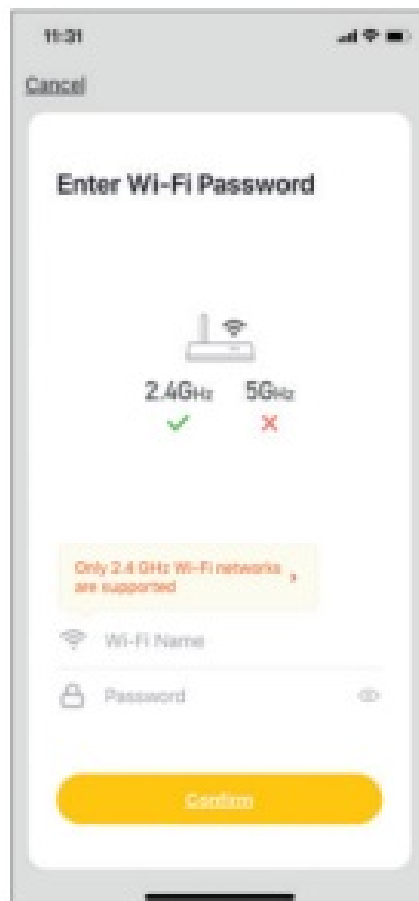 11:31
Cancel
Enter Wi-Fi Password
2.4GHz 5GHz
Only 2.4 GHz Wi-Fi networks
are supported
Wi-Fi Name
Password
Confirm